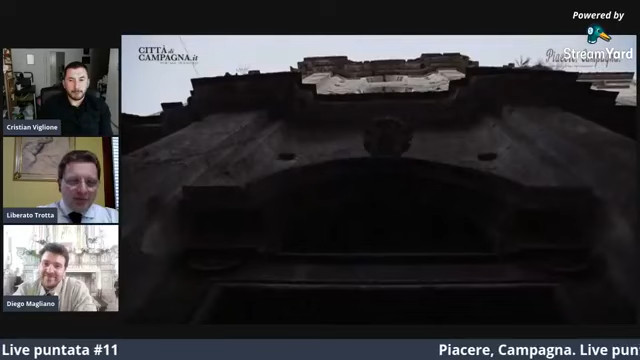 Powered by
StreamYard
CITTÀ di
CAMPAGNA.it
Piacere, Campagna.
Cristian Viglione
Liberato Trotta
Diego Magliano
Live puntata #11
Piacere, Campagna. Live pun